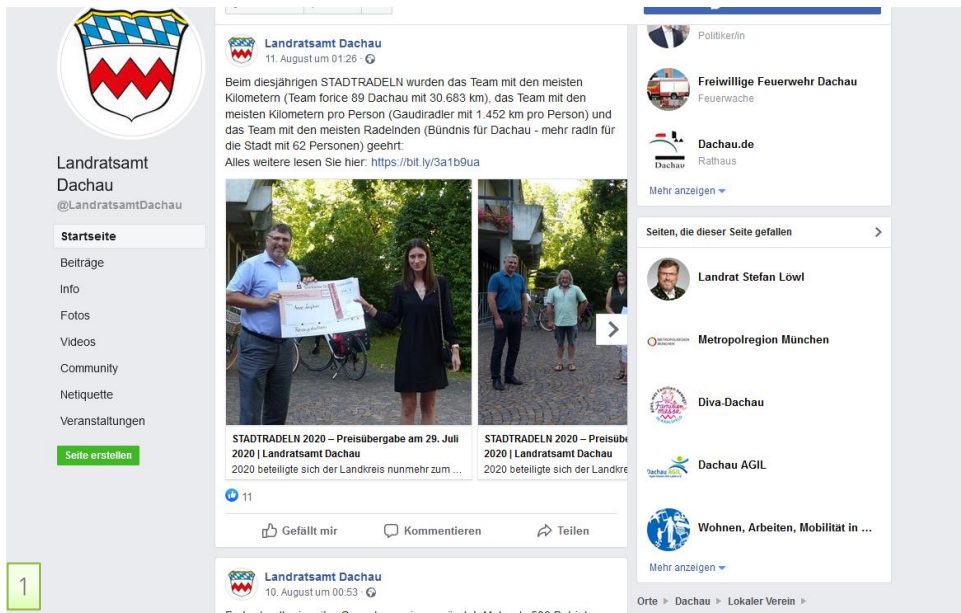 Landratsamt
Dachau
@LandratsamtDachau
Startseite
Beiträge
Info
Fotos
Videos
Community
Netiquette
Veranstaltungen
Seite erstellen
1
Landratsamt Dachau
11. August um 01:26 ·
Beim diesjährigen STADTRADELN wurden das Team mit den meisten
Kilometern (Team forice 89 Dachau mit 30.683 km), das Team mit den
meisten Kilometern pro Person (Gaudiradler mit 1.452 km pro Person) und
das Team mit den meisten Radelnden (Bündnis für Dachau - mehr radln für
die Stadt mit 62 Personen) geehrt:
Alles weitere lesen Sie hier: https://bit.ly/3a1b9ua
STADTRADELN 2020 – Preisübergabe am 29. Juli
2020 | Landratsamt Dachau
2020 beteiligte sich der Landkreis nunmehr zum ...
STADTRADELN 2020 – Preisübe
2020 | Landratsamt Dachau
2020 beteiligte sich der Landkre
11
Gefällt mir
Kommentieren
Teilen
Landratsamt Dachau
10. August um 00:53 ·
Politiker/in
Freiwillige Feuerwehr Dachau
Feuerwache
Dachau
Dachau.de
Rathaus
Mehr anzeigen
Seiten, die dieser Seite gefallen
Landrat Stefan Löwl
METROPOLREGION
MÜNCHEN
Metropolregion München
Familien
messe
Diva-Dachau
Dachau AGIL
Dachau AGIL
Wohnen, Arbeiten, Mobilität in ...
Mehr anzeigen
Orte
Dachau
Lokaler Verein